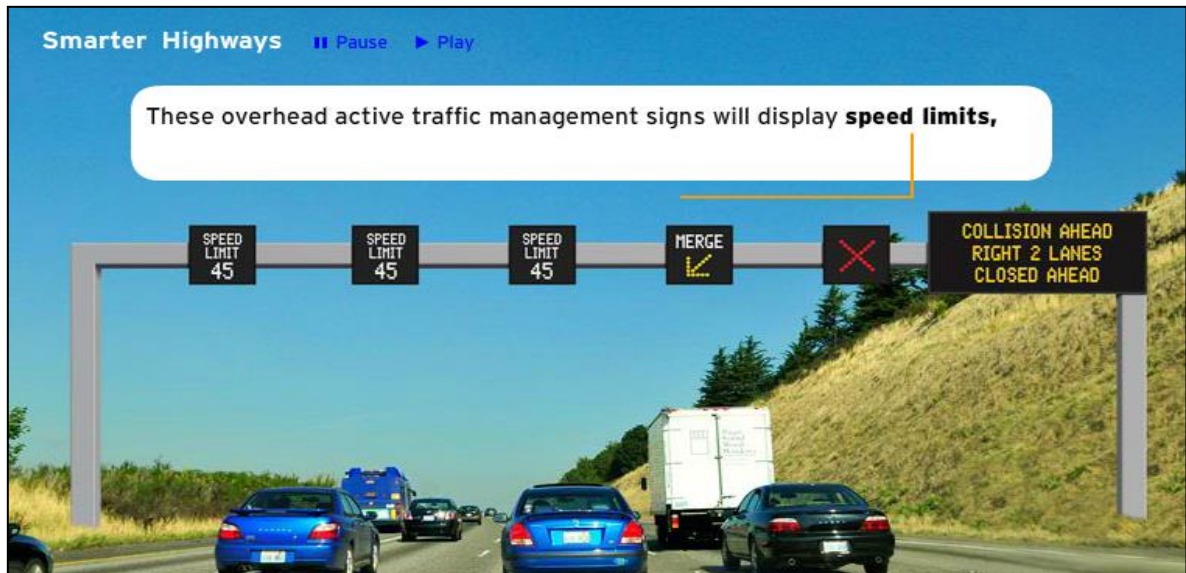 Smarter Highways Pause Play
These overhead active traffic management signs will display speed limits,
SPEED
LIMIT
45
SPEED
LIMIT
45
SPEED
LIMIT
45
MERGE
COLLISION AHEAD
RIGHT 2 LANES
CLOSED AHEAD